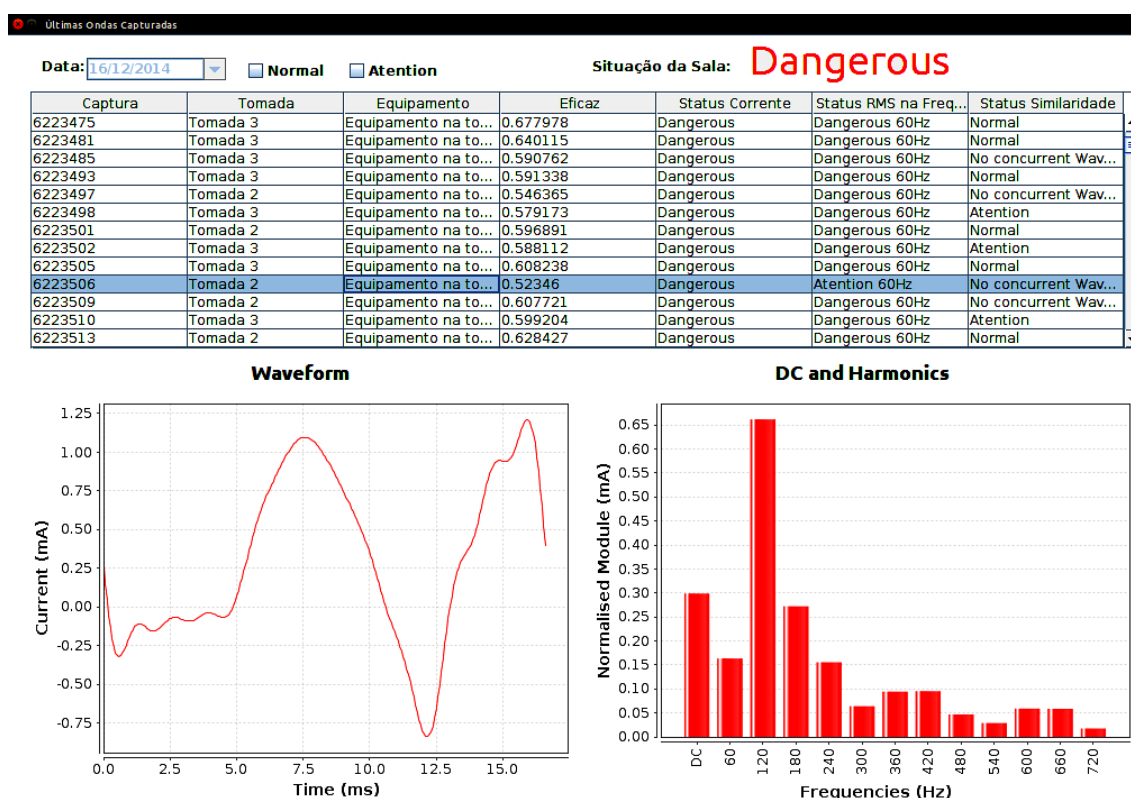 Últimas Ondas Capturadas
Data: 16/12/2014 Normal Atention Situação da Sala: Dangerous
Captura Tomada Equipamento Eficaz Status Corrente Status RMS na Freq... Status Similaridade
6223475 Tomada 3 Equipamento na to... 0.677978 Dangerous Dangerous 60Hz Normal
6223481 Tomada 3 Equipamento na to... 0.640115 Dangerous Dangerous 60Hz Normal
6223485 Tomada 3 Equipamento na to... 0.590762 Dangerous Dangerous 60Hz No concurrent Wav...
6223493 Tomada 3 Equipamento na to... 0.591338 Dangerous Dangerous 60Hz Normal
6223497 Tomada 2 Equipamento na to... 0.546365 Dangerous Dangerous 60Hz No concurrent Wav...
6223498 Tomada 3 Equipamento na to... 0.579173 Dangerous Dangerous 60Hz Atention
6223501 Tomada 2 Equipamento na to... 0.596891 Dangerous Dangerous 60Hz Normal
6223502 Tomada 3 Equipamento na to... 0.588112 Dangerous Dangerous 60Hz Atention
6223505 Tomada 3 Equipamento na to... 0.608238 Dangerous Dangerous 60Hz Normal
6223506 Tomada 2 Equipamento na to... 0.52346 Dangerous Atention 60Hz No concurrent Wav...
6223509 Tomada 2 Equipamento na to... 0.607721 Dangerous Dangerous 60Hz No concurrent Wav...
6223510 Tomada 3 Equipamento na to... 0.599204 Dangerous Dangerous 60Hz Atention
6223513 Tomada 2 Equipamento na to... 0.628427 Dangerous Dangerous 60Hz Normal
Waveform
1.25
1.00
0.75
0.50
0.25
0.00
-0.25
-0.50
-0.75
Current (mA)
0.0 2.5 5.0 7.5 10.0 12.5 15.0
Time (ms)
DC and Harmonics
0.65
0.60
0.55
0.50
0.45
0.40
0.35
0.30
0.25
0.20
0.15
0.10
0.05
0.00
Normalised Module (mA)
DC 60 120 180 240 300 360 420 480 540 600 660 720
Frequencies (Hz)